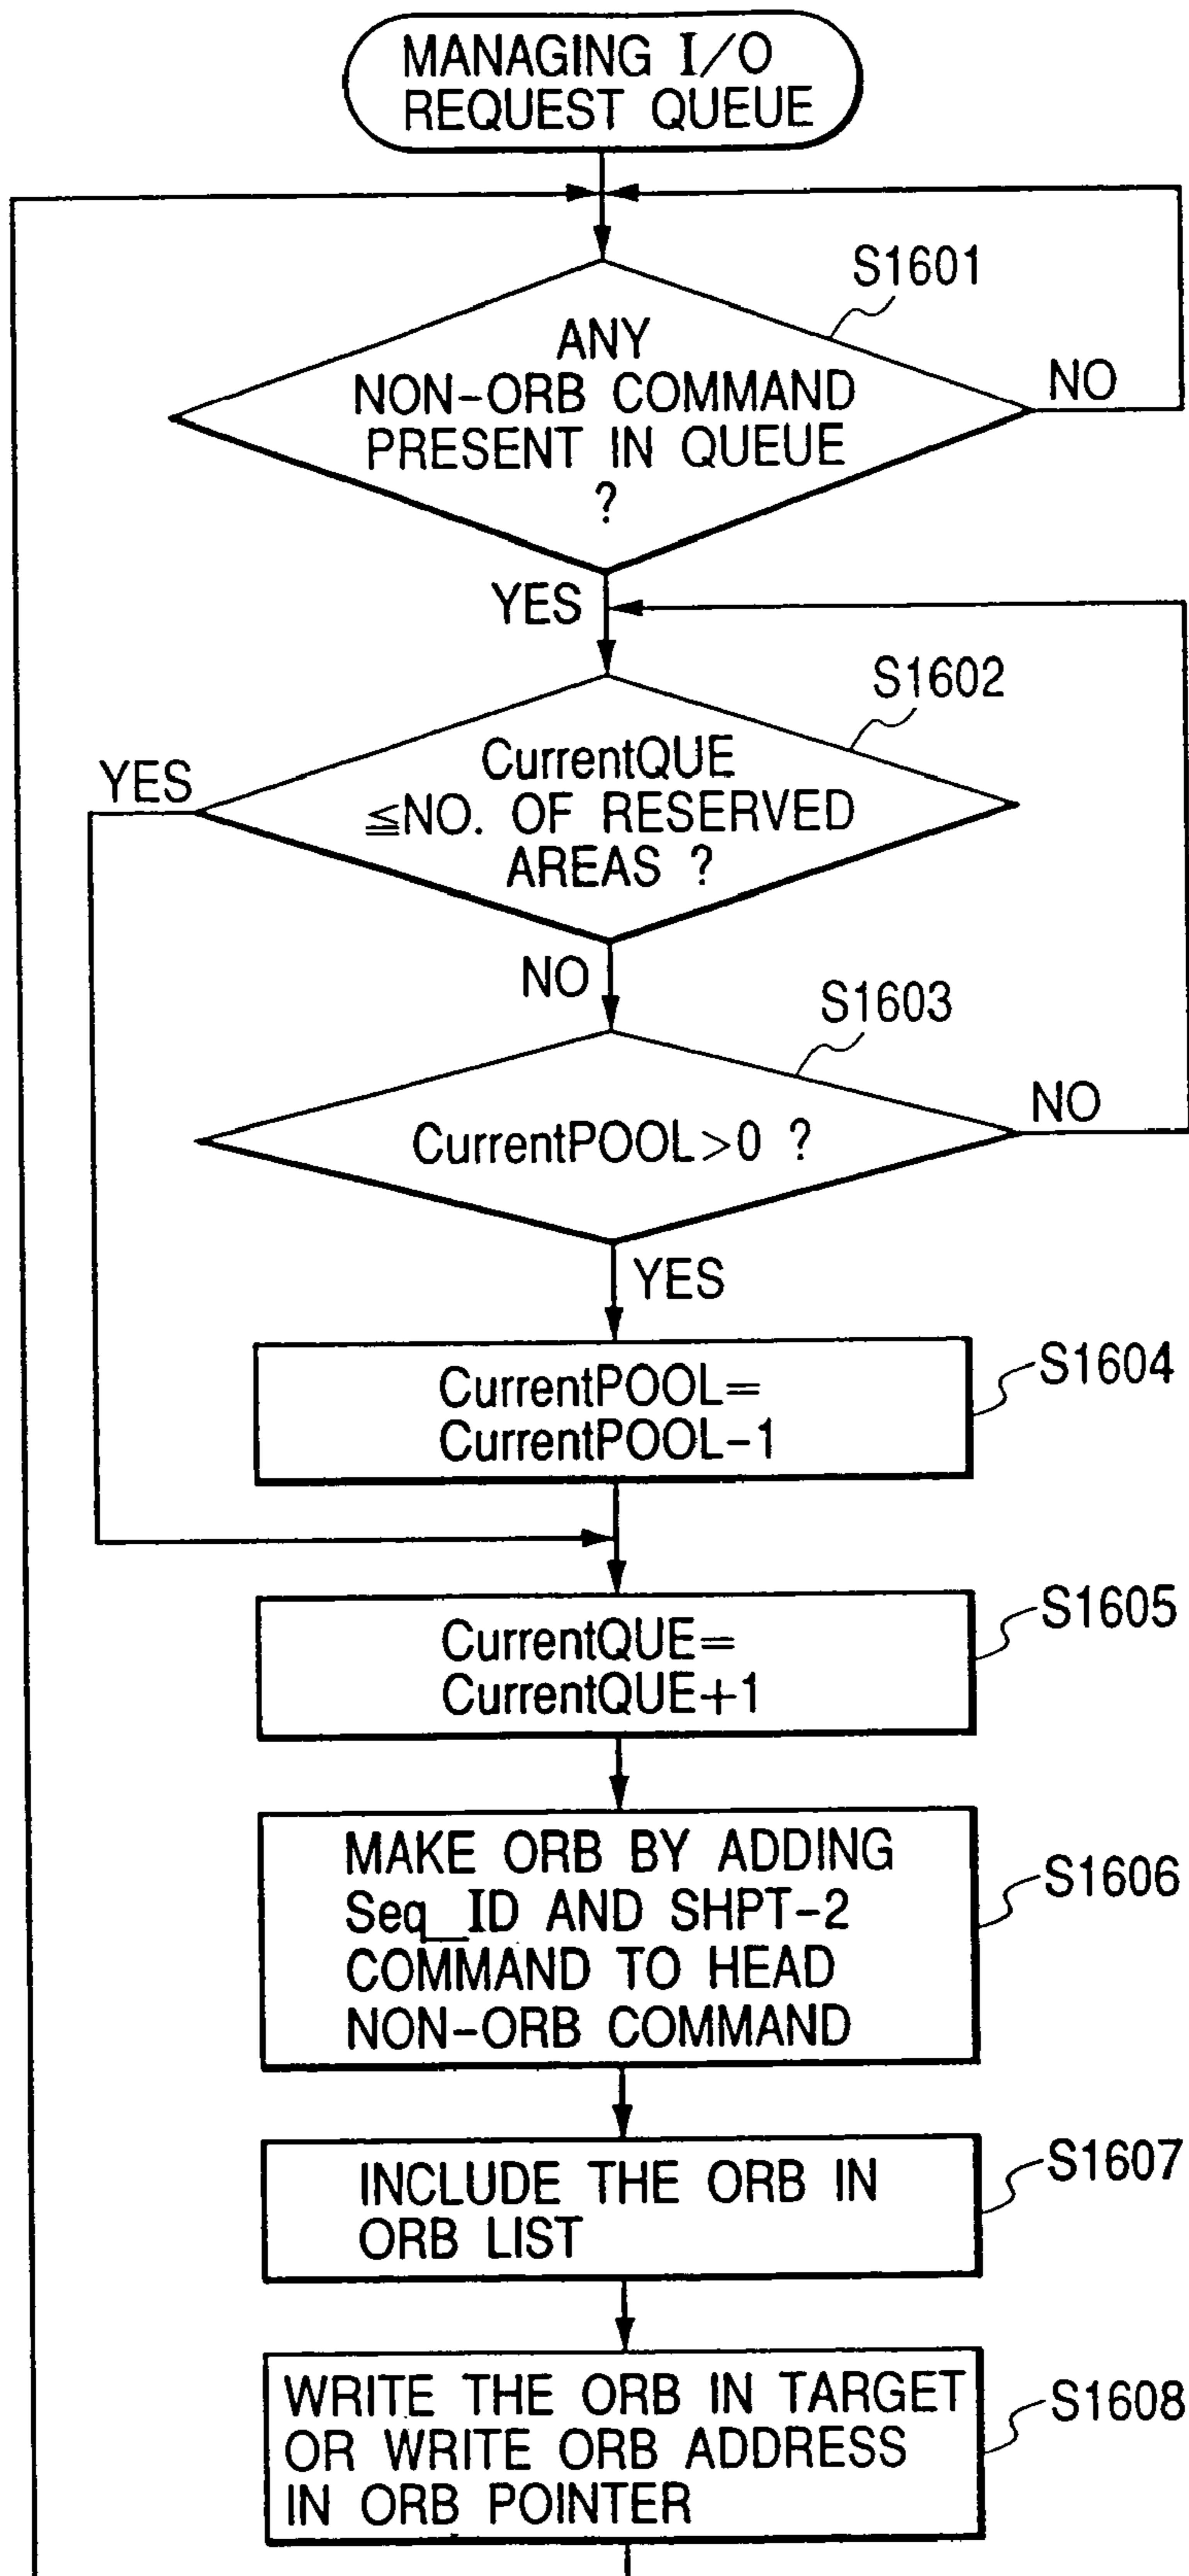 MANAGING I/O
REQUEST QUEUE
S1601
ANY
NON-ORB COMMAND
PRESENT IN QUEUE
?
NO
YES
S1602
CurrentQUE
≦NO. OF RESERVED
AREAS ?
YES
NO
S1603
CurrentPOOL>0 ?
NO
YES
CurrentPOOL=
CurrentPOOL-1
S1604
CurrentQUE=
CurrentQUE+1
S1605
MAKE ORB BY ADDING
Seq_ID AND SHPT-2
COMMAND TO HEAD
NON-ORB COMMAND
S1606
INCLUDE THE ORB IN
ORB LIST
S1607
WRITE THE ORB IN TARGET
OR WRITE ORB ADDRESS
IN ORB POINTER
S1608